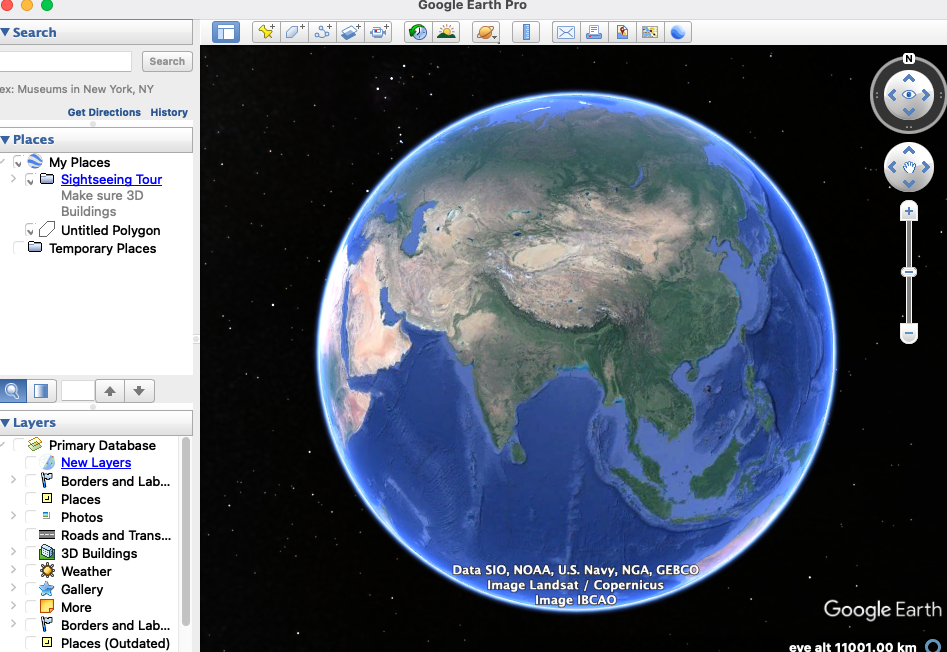 Google Earth Pro
Search
Search
ex: Museums in New York, NY
Get Directions History
Places
My Places
Sightseeing Tour
Make sure 3D
Buildings
Untitled Polygon
Temporary Places
Layers
Primary Database
New Layers
Borders and Lab...
Places
Photos
Roads and Trans...
3D Buildings
Weather
Gallery
More
Borders and Lab...
Places (Outdated)
N
Data SIO, NOAA, U.S. Navy, NGA, GEBCO
Image Landsat / Copernicus
Image IBCAO
Google Earth
eye alt 11001.00 km